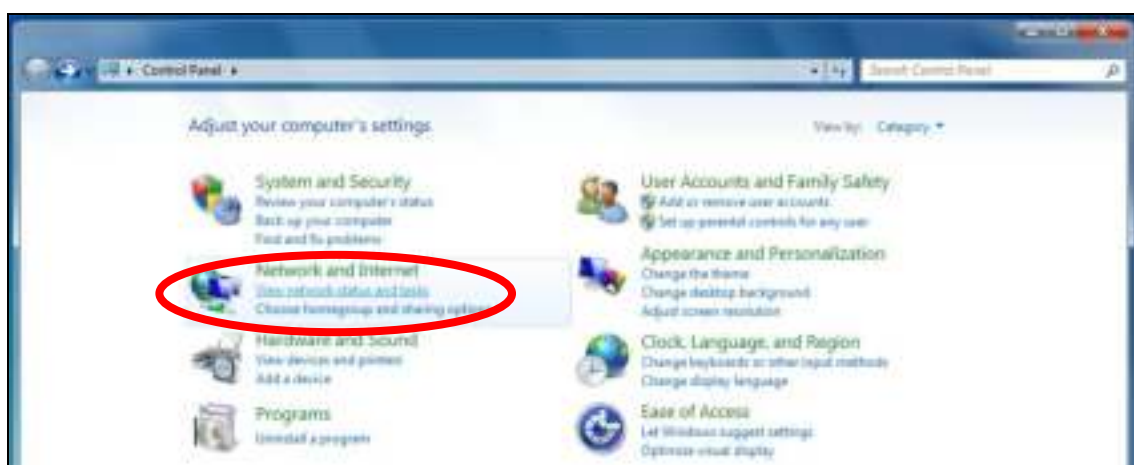 Control Panel
Search Control Panel
Adjust your computer's settings
View by: Category
System and Security
Review your computer's status
Back up your computer
Find and fix problems
Network and Internet
View network status and tasks
Choose homegroup and sharing options
Hardware and Sound
View devices and printers
Add a device
Programs
Uninstall a program
User Accounts and Family Safety
Add or remove user accounts
Set up parental controls for any user
Appearance and Personalization
Change the theme
Change desktop background
Adjust screen resolution
Clock, Language, and Region
Change keyboards or other input methods
Change display language
Ease of Access
Let Windows suggest settings
Optimize visual display